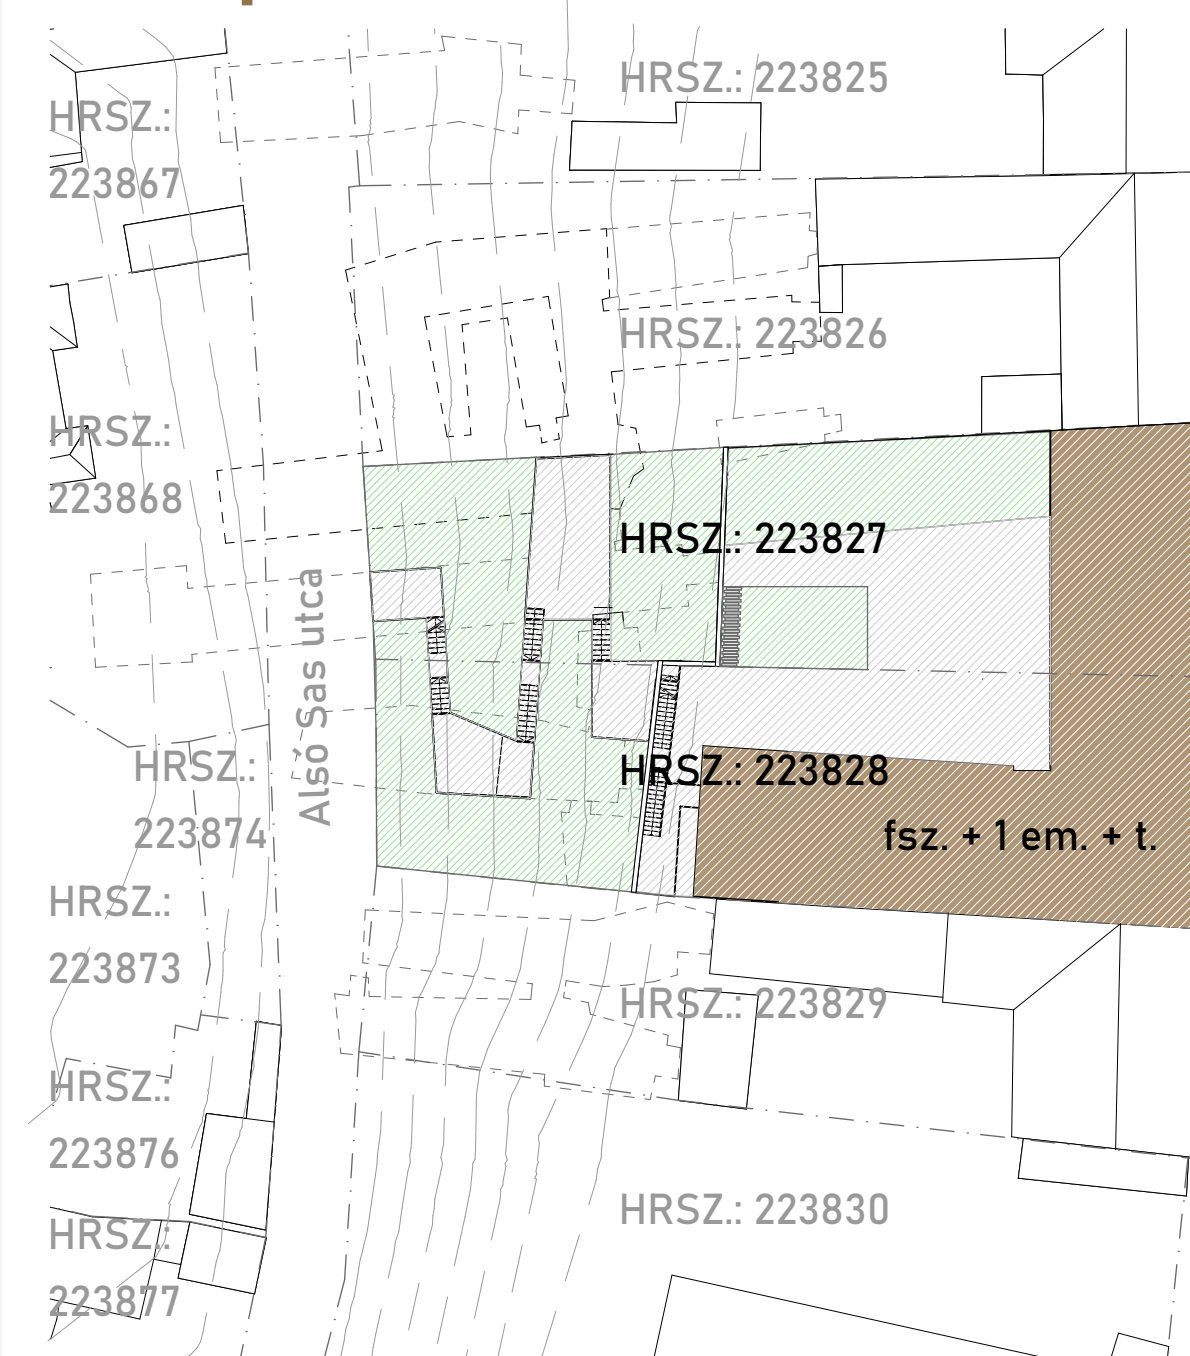 HRSZ.: 223825
HRSZ.:
223867
HRSZ.: 223826
HRSZ.:
223868
HRSZ.: 223827
Alsó Sas utca
HRSZ.:
223874
HRSZ.: 223828
fsz. + 1 em. + t.
HRSZ.:
223873
HRSZ.: 223829
HRSZ.:
223876
HRSZ.: 223830
HRSZ.:
223877